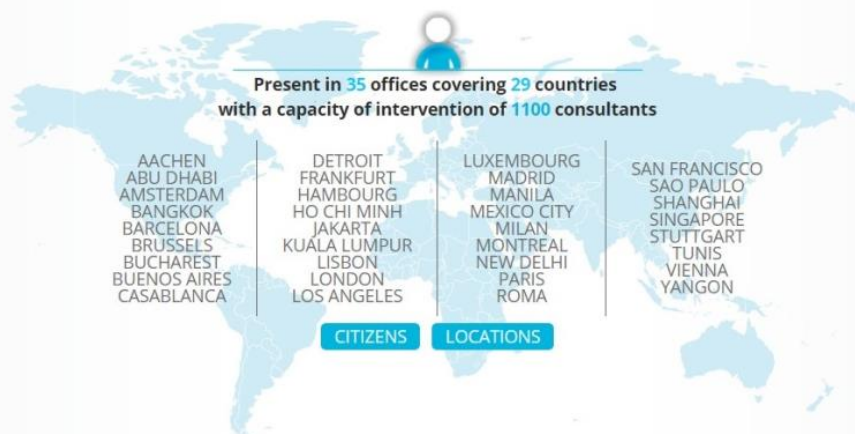 Present in 35 offices covering 29 countries
with a capacity of intervention of 1100 consultants
AACHEN
ABU DHABI
AMSTERDAM
BANGKOK
BARCELONA
BRUSSELS
BUCHAREST
BUENOS AIRES
CASABLANCA
DETROIT
FRANKFURT
HAMBOURG
HO CHI MINH
JAKARTA
KUALA LUMPUR
LISBON
LONDON
LOS ANGELES
LUXEMBOURG
MADRID
MANILA
MEXICO CITY
MILAN
MONTREAL
NEW DELHI
PARIS
ROMA
SAN FRANCISCO
SAO PAULO
SHANGHAI
SINGAPORE
STUTTGART
TUNIS
VIENNA
YANGON
CITIZENS
LOCATIONS